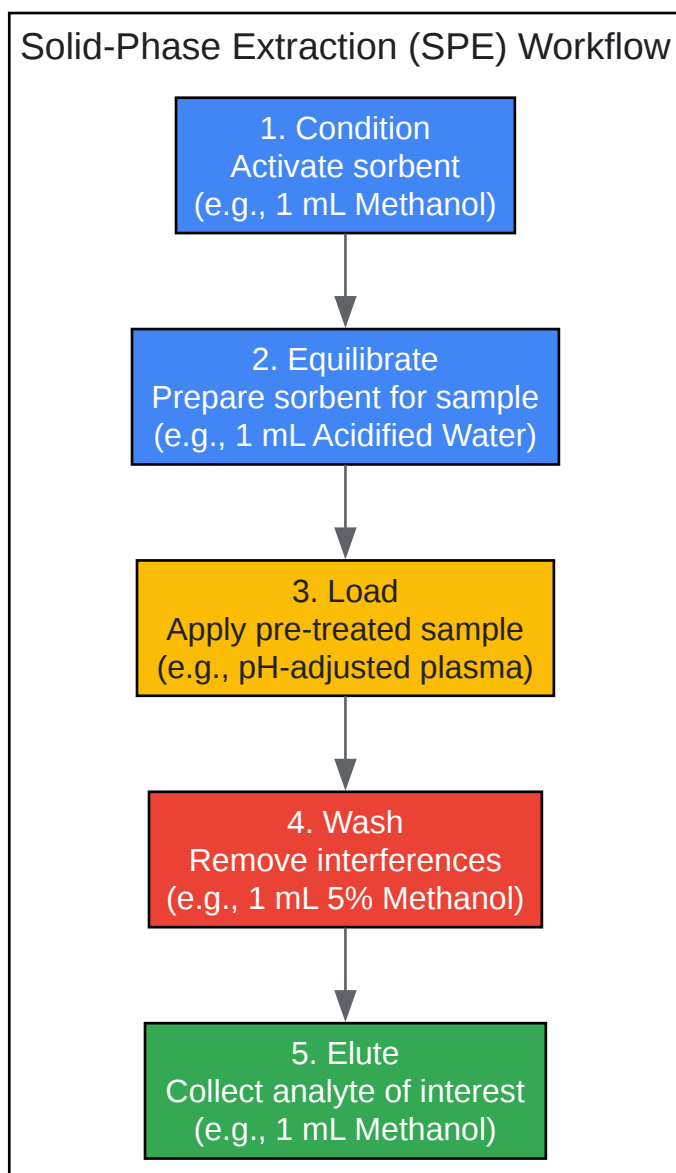 Solid-Phase Extraction (SPE) Workflow
1. Condition
Activate sorbent
(e.g., 1 mL Methanol)
2. Equilibrate
Prepare sorbent for sample
(e.g., 1 mL Acidified Water)
3. Load
Apply pre-treated sample
(e.g., pH-adjusted plasma)
4. Wash
Remove interferences
(e.g., 1 mL 5% Methanol)
5. Elute
Collect analyte of interest
(e.g., 1 mL Methanol)